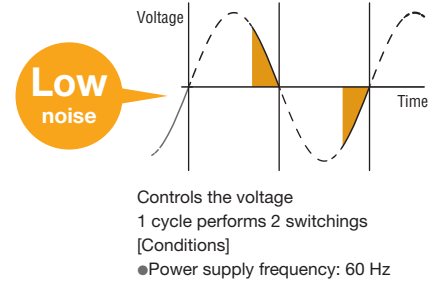 Voltage
Low
noise
Time
Controls the voltage
1 cycle performs 2 switchings
[Conditions]
●Power supply frequency: 60 Hz